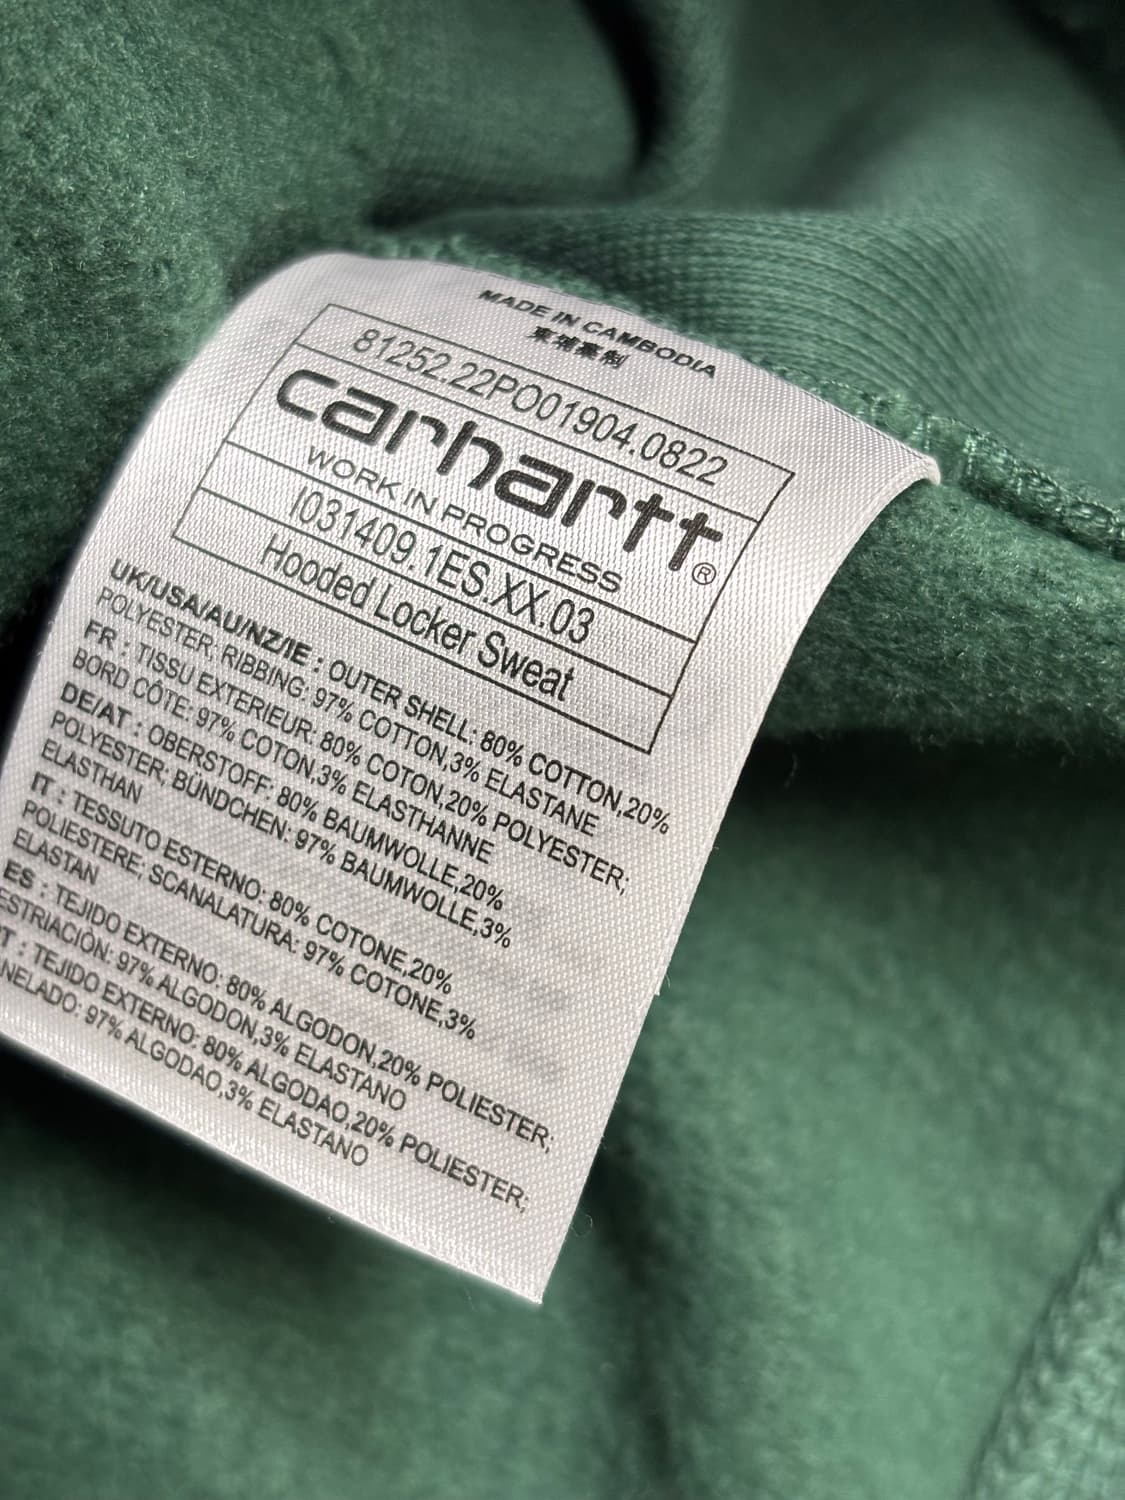 MADE IN CAMBODIA
柬埔寨制
81252.22PO01904.0822
carhartt
WORK IN PROGRESS ®
I031409.1ES.XX.03
Hooded Locker Sweat
UK/USA/AU/NZ/IE : OUTER SHELL: 80% COTTON,20%
POLYESTER; RIBBING: 97% COTTON,3% ELASTANE
FR : TISSU EXTERIEUR: 80% COTON,20% POLYESTER;
BORD CÔTE: 97% COTON,3% ELASTHANNE
DE/AT : OBERSTOFF: 80% BAUMWOLLE,20%
POLYESTER; BÜNDCHEN: 97% BAUMWOLLE,3%
ELASTHAN
IT : TESSUTO ESTERNO: 80% COTONE,20%
POLIESTERE; SCANALATURA: 97% COTONE,3%
ELASTAN
ES : TEJIDO EXTERNO: 80% ALGODON,20% POLIESTER;
ESTRIACIÒN: 97% ALGODON,3% ELASTANO
: TEJIDO EXTERNO: 80% ALGODAO,20% POLIESTER;
97% ALGODAO,3% ELASTANO